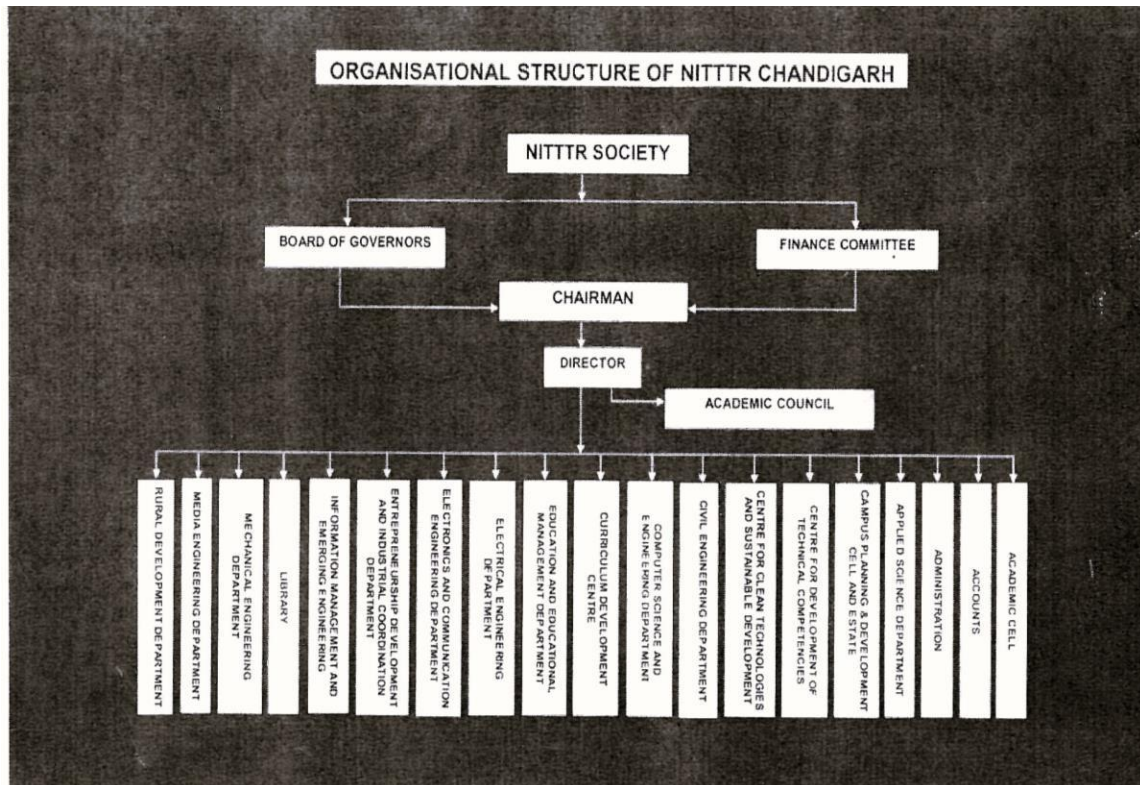 ORGANISATIONAL STRUCTURE OF NITTTR CHANDIGARH
NITTTR SOCIETY
BOARD OF GOVERNORS
FINANCE COMMITTEE
CHAIRMAN
DIRECTOR
ACADEMIC COUNCIL
RURAL DEVELOPMENT DEPARTMENT
MEDIA ENGINEERING DEPARTMENT
MECHANICAL ENGINEERING
DEPARTMENT
LIBRARY
INFORMATION MANAGEMENT AND
EMERGING ENGINEERING
ENTREPRENEURSHIP DEVELOPMENT
AND INDUSTRIAL COORDINATION
DEPARTMENT
ELECTRONICS AND COMMUNICATION
ENGINEERING DEPARTMENT
ELECTRICAL ENGINEERING
DEPARTMENT
EDUCATION AND EDUCATIONAL
MANAGEMENT DEPARTMENT
CURRICULUM DEVELOPMENT
CENTRE
COMPUTER SCIENCE AND
ENGINEERING DEPARTMENT
CIVIL ENGINEERING DEPARTMENT
CENTRE FOR CLEAN TECHNOLOGIES
AND SUSTAINABLE DEVELOPMENT
CENTRE FOR DEVELOPMENT OF
TECHNICAL COMPETENCIES
CAMPUS PLANNING & DEVELOPMENT
CELL AND ESTATE
APPLIED SCIENCE DEPARTMENT
ADMINISTRATION
ACCOUNTS
ACADEMIC CELL